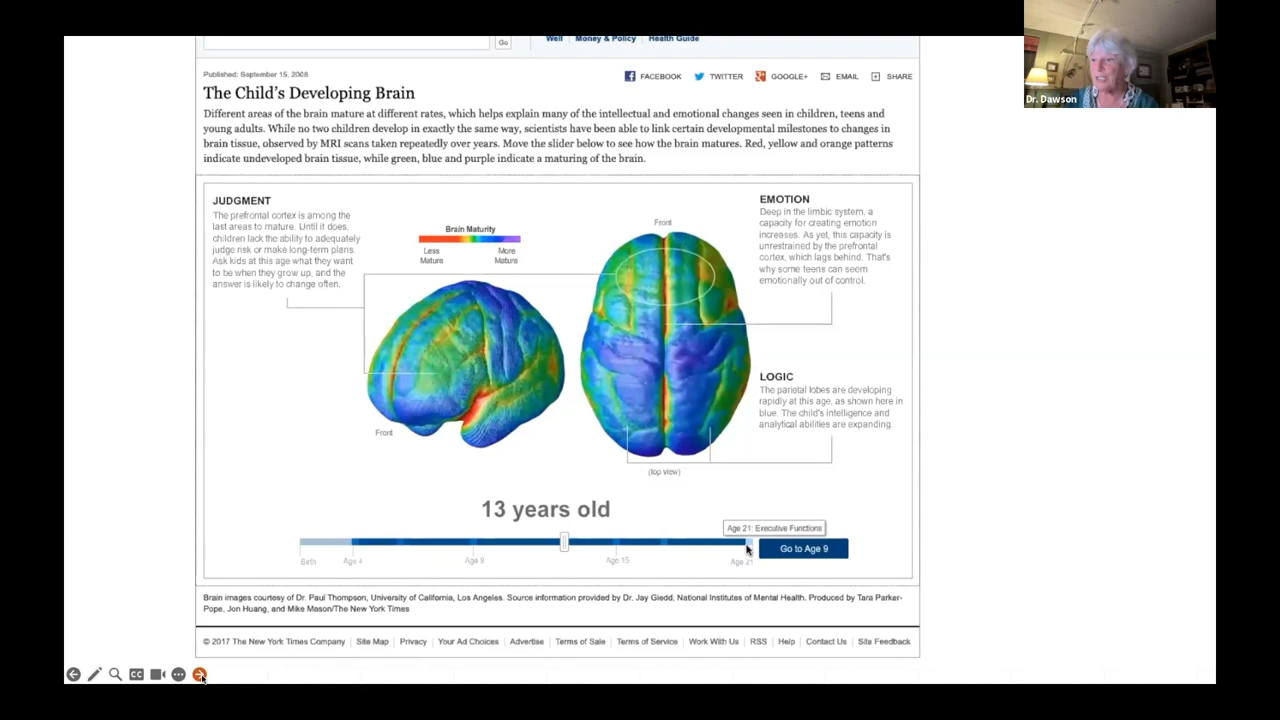 Go
Well | Money & Policy | Health Guide
Published: September 15, 2008
FACEBOOK TWITTER GOOGLE+ EMAIL SHARE
Dr. Dawson
The Child's Developing Brain
Different areas of the brain mature at different rates, which helps explain many of the intellectual and emotional changes seen in children, teens and
young adults. While no two children develop in exactly the same way, scientists have been able to link certain developmental milestones to changes in
brain tissue, observed by MRI scans taken repeatedly over years. Move the slider below to see how the brain matures. Red, yellow and orange patterns
indicate undeveloped brain tissue, while green, blue and purple indicate a maturing of the brain.
JUDGMENT
The prefrontal cortex is among the
last areas to mature. Until it does,
children lack the ability to adequately
judge risk or make long-term plans.
Ask kids at this age what they want
to be when they grow up, and the
answer is likely to change often.
Brain Maturity
Less
Mature
More
Mature
Front
Front
(top view)
EMOTION
Deep in the limbic system, a
capacity for creating emotion
increases. As yet, this capacity is
unrestrained by the prefrontal
cortex, which lags behind. That's
why some teens can seem
emotionally out of control.
LOGIC
The parietal lobes are developing
rapidly at this age, as shown here in
blue. The child's intelligence and
analytical abilities are expanding.
13 years old
Age 21: Executive Functions
Go to Age 9
Birth Age 4 Age 9 Age 15 Age 21
Brain images courtesy of Dr. Paul Thompson, University of California, Los Angeles. Source information provided by Dr. Jay Giedd, National Institutes of Mental Health. Produced by Tara Parker-
Pope, Jon Huang, and Mike Mason/The New York Times
© 2017 The New York Times Company | Site Map | Privacy | Your Ad Choices | Advertise | Terms of Sale | Terms of Service | Work With Us | RSS | Help | Contact Us | Site Feedback
CC